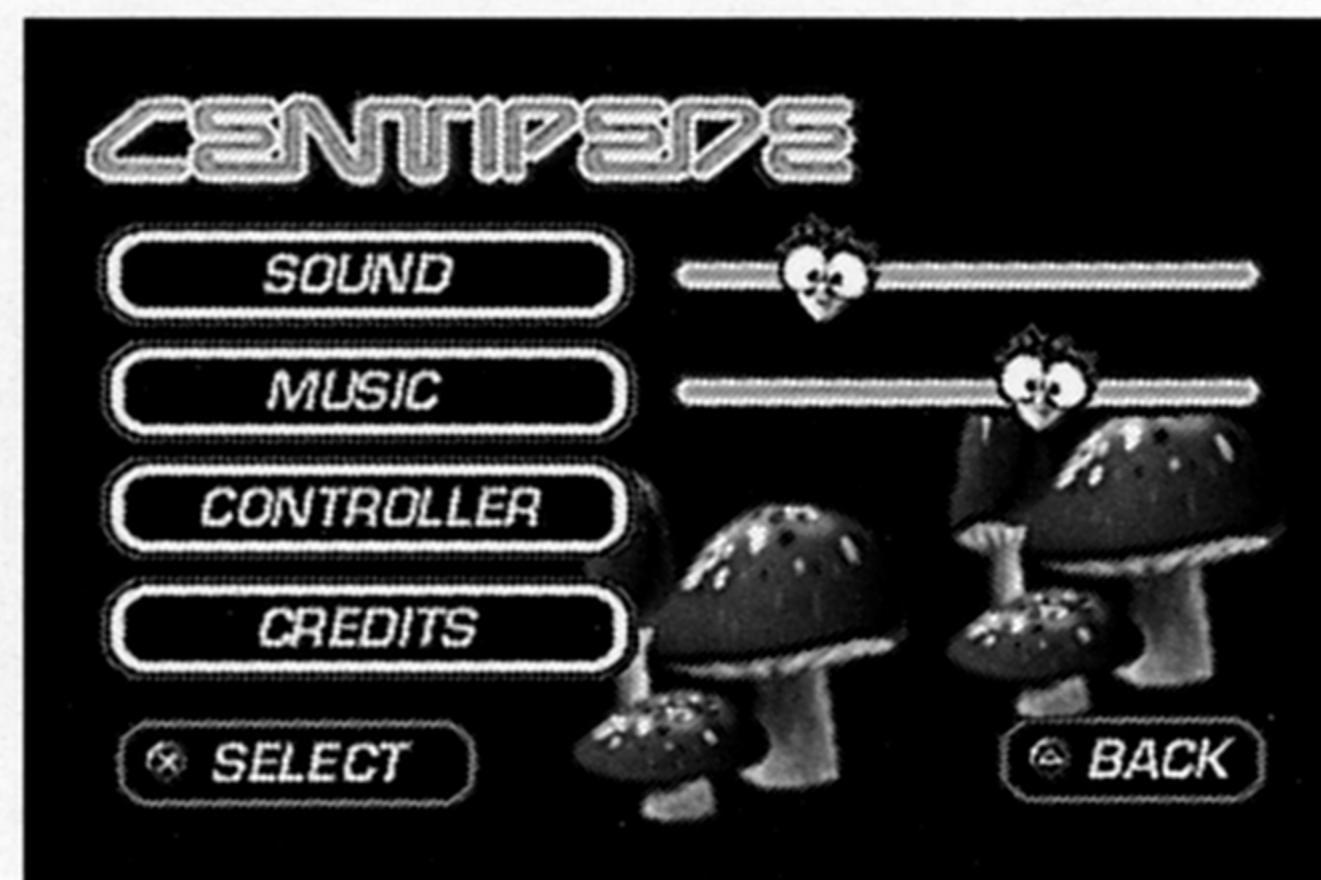 CENTIPEDE
SOUND
MUSIC
CONTROLLER
CREDITS
SELECT
BACK